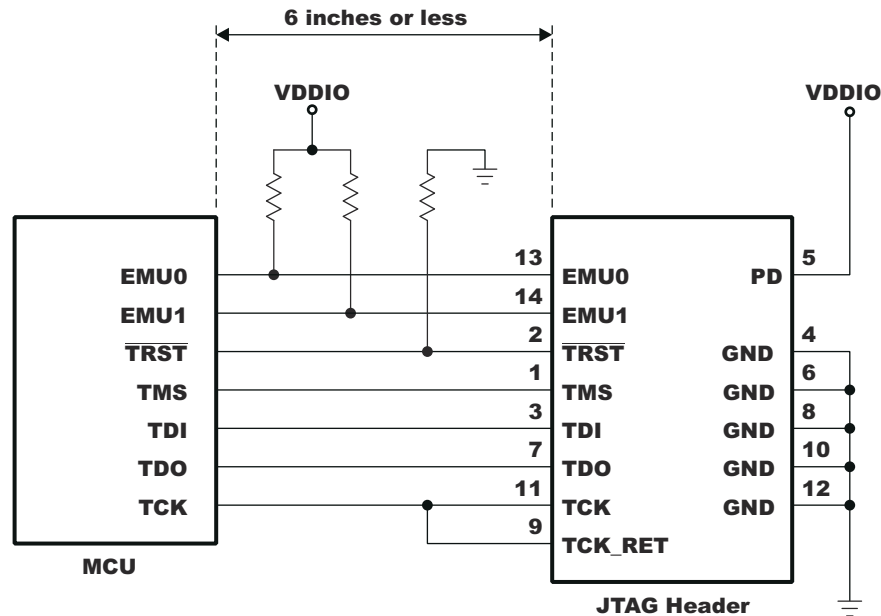 6 inches or less
VDDIO
VDDIO
13
EMU0
EMU0
5
PD
14
EMU1
EMU1
2
TRST
TRST
4
GND
1
TMS
TMS
6
GND
3
TDI
TDI
8
GND
7
TDO
TDO
10
GND
11
TCK
TCK
12
GND
9
TCK_RET
MCU
JTAG Header